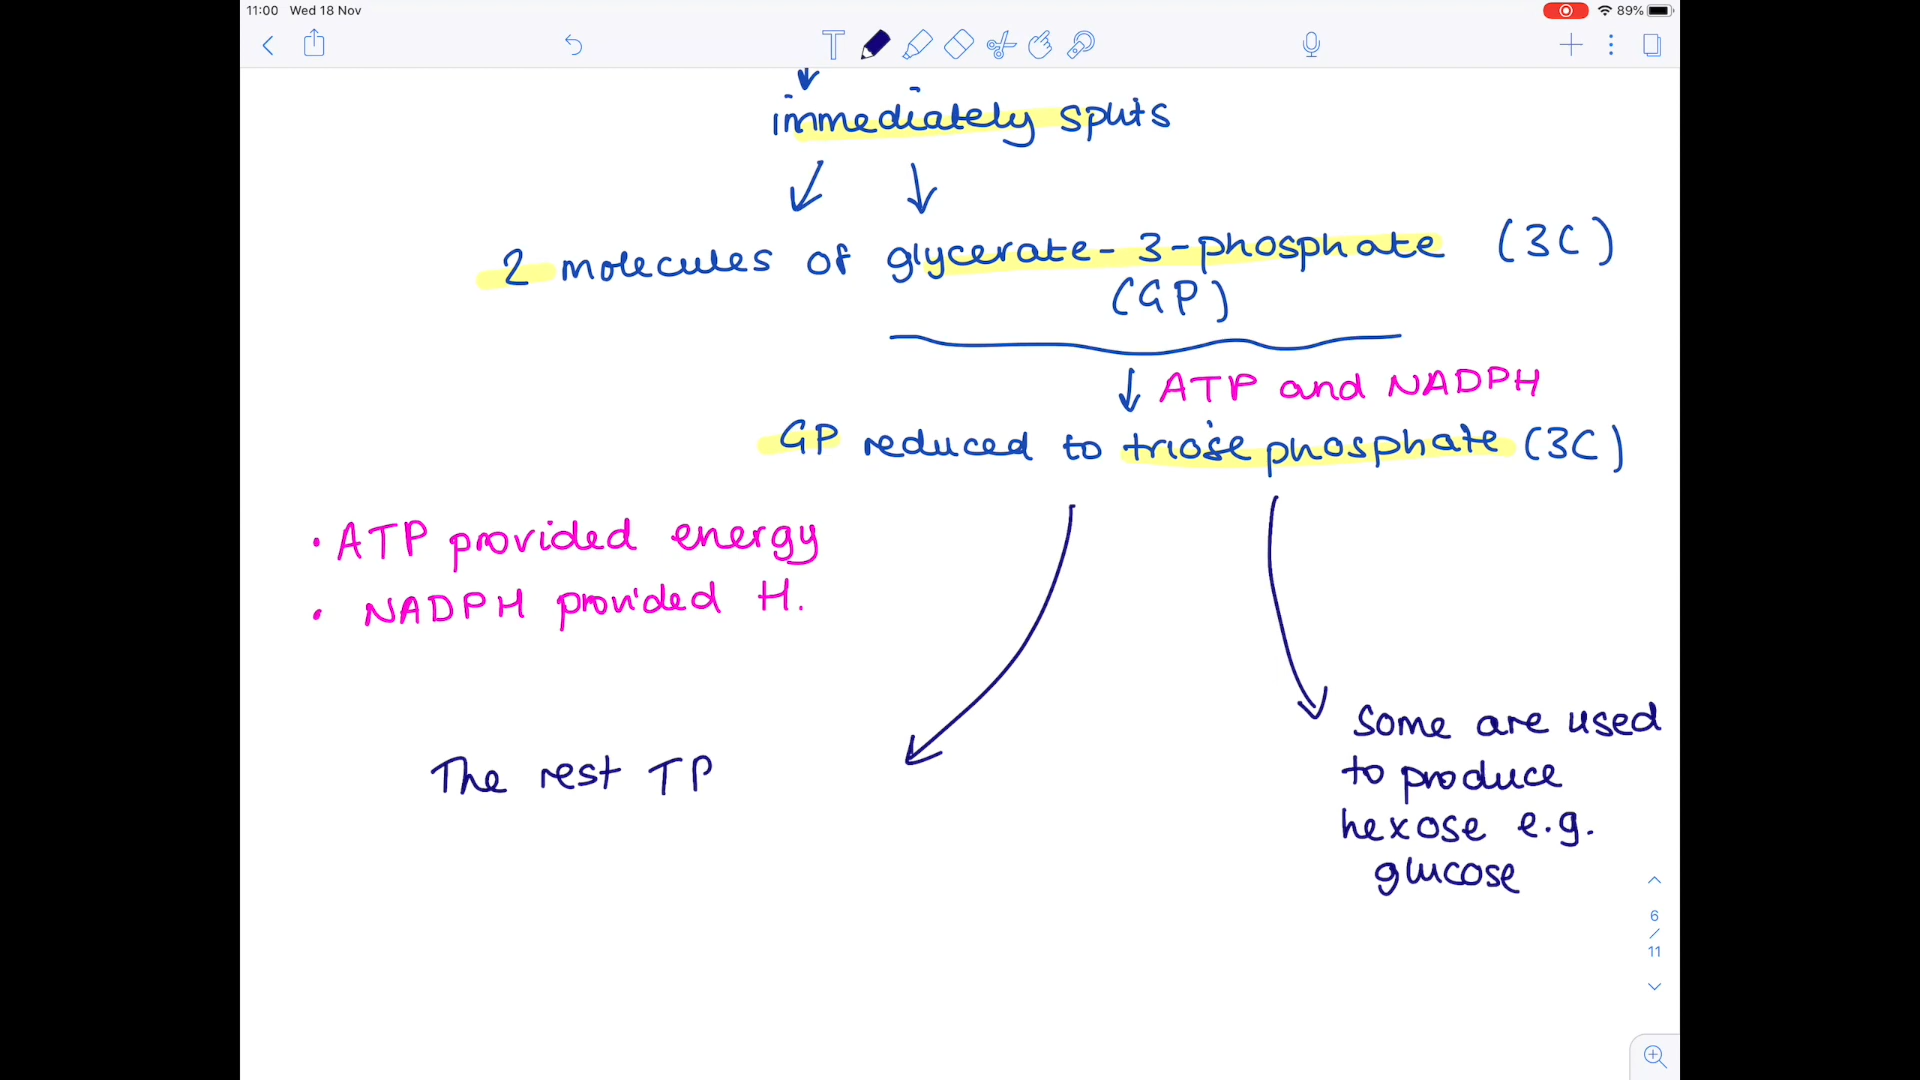 11:00 Wed 18 Nov
89%
T
immediately splits
2 molecules of glycerate-3-phosphate (3C)
(GP)
ATP and NADPH
GP reduced to triose phosphate (3C)
• ATP provided energy
• NADPH provided H.
Some are used
to produce
hexose e.g.
glucose
The rest TP
6
/
11